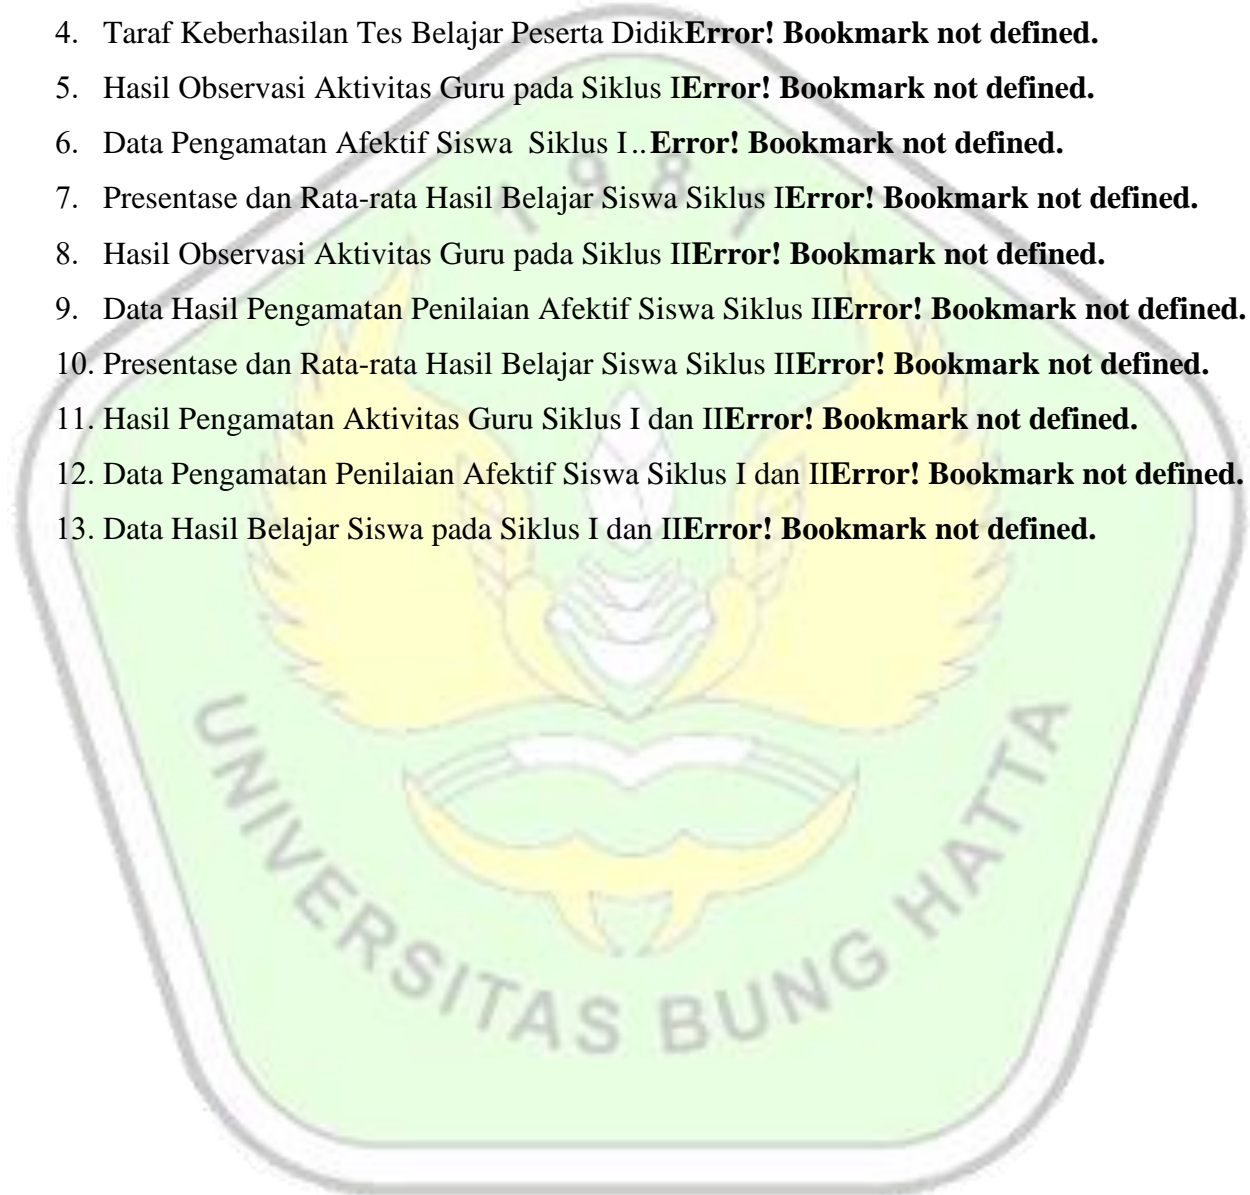 4. Taraf Keberhasilan Tes Belajar Peserta DidikError! Bookmark not defined.
5. Hasil Observasi Aktivitas Guru pada Siklus IError! Bookmark not defined.
6. Data Pengamatan Afektif Siswa  Siklus I..Error! Bookmark not defined.
7. Presentase dan Rata-rata Hasil Belajar Siswa Siklus IError! Bookmark not defined.
8. Hasil Observasi Aktivitas Guru pada Siklus IIError! Bookmark not defined.
9. Data Hasil Pengamatan Penilaian Afektif Siswa Siklus IIError! Bookmark not defined.
10. Presentase dan Rata-rata Hasil Belajar Siswa Siklus IIError! Bookmark not defined.
11. Hasil Pengamatan Aktivitas Guru Siklus I dan IIError! Bookmark not defined.
12. Data Pengamatan Penilaian Afektif Siswa Siklus I dan IIError! Bookmark not defined.
13. Data Hasil Belajar Siswa pada Siklus I dan IIError! Bookmark not defined.
1981
UNIVERSITAS BUNG HATTA